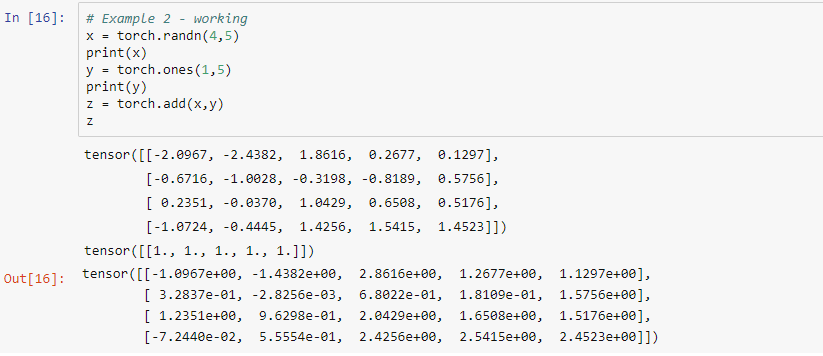 In [16]: # Example 2 - working
x = torch.randn(4,5)
print(x)
y = torch.ones(1,5)
print(y)
z = torch.add(x,y)
z
tensor([[-2.0967, -2.4382,  1.8616,  0.2677,  0.1297],
        [-0.6716, -1.0028, -0.3198, -0.8189,  0.5756],
        [ 0.2351, -0.0370,  1.0429,  0.6508,  0.5176],
        [-1.0724, -0.4445,  1.4256,  1.5415,  1.4523]])
tensor([[1., 1., 1., 1., 1.]])
Out[16]: tensor([[-1.0967e+00, -1.4382e+00,  2.8616e+00,  1.2677e+00,  1.1297e+00],
        [ 3.2837e-01, -2.8256e-03,  6.8022e-01,  1.8109e-01,  1.5756e+00],
        [ 1.2351e+00,  9.6298e-01,  2.0429e+00,  1.6508e+00,  1.5176e+00],
        [-7.2440e-02,  5.5554e-01,  2.4256e+00,  2.5415e+00,  2.4523e+00]])